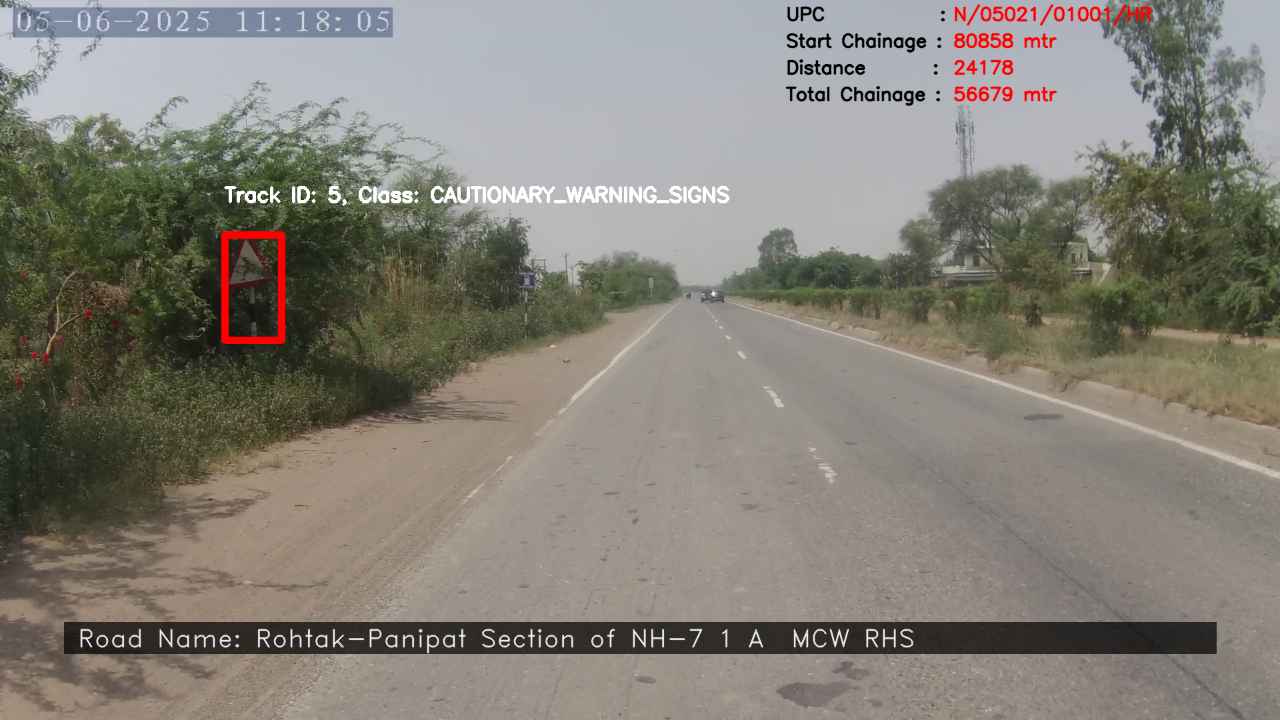 05-06-2025 11:18:05
UPC : N/05021/01001/HR
Start Chainage : 80858 mtr
Distance : 24178
Total Chainage : 56679 mtr
Track ID: 5, Class: CAUTIONARY_WARNING_SIGNS
Road Name: Rohtak-Panipat Section of NH-7 1 A MCW RHS